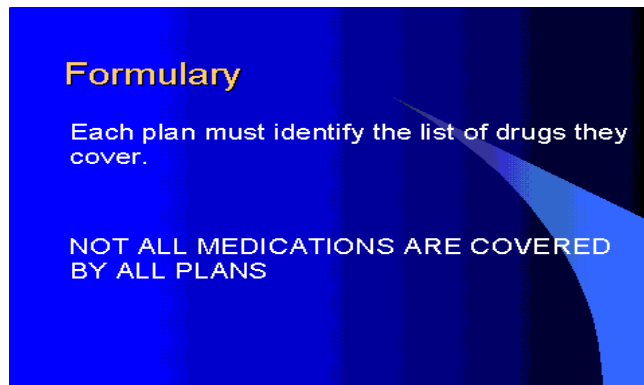 Formulary
Each plan must identify the list of drugs they
cover.
NOT ALL MEDICATIONS ARE COVERED
BY ALL PLANS